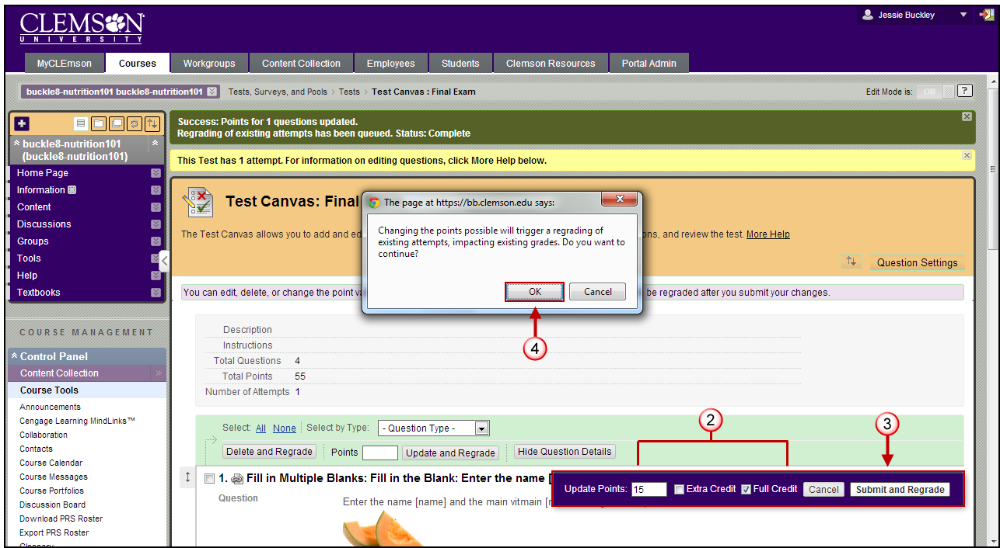 CLEMSON
UNIVERSITY
Jessie Buckley
MyCLEmson Courses Workgroups Content Collection Employees Students Clemson Resources Portal Admin
buckle8-nutrition101 buckle8-nutrition101 Tests, Surveys, and Pools > Tests > Test Canvas : Final Exam Edit Mode is: ON ?
Success: Points for 1 questions updated.
Regrading of existing attempts has been queued. Status: Complete
This Test has 1 attempt. For information on editing questions, click More Help below.
buckle8-nutrition101
(buckle8-nutrition101)
Home Page
Information
Content
Discussions
Groups
Tools
Help
Textbooks
COURSE MANAGEMENT
Control Panel
Content Collection
Course Tools
Announcements
Cengage Learning MindLinks™
Collaboration
Contacts
Course Calendar
Course Messages
Course Portfolios
Discussion Board
Download PRS Roster
Export PRS Roster
Glossary
Test Canvas: Final
The Test Canvas allows you to add and ed ons, and review the test. More Help
Question Settings
The page at https://bb.clemson.edu says:
Changing the points possible will trigger a regrading of
existing attempts, impacting existing grades. Do you want to
continue?
OK Cancel
4
You can edit, delete, or change the point va be regraded after you submit your changes.
Description
Instructions
Total Questions 4
Total Points 55
Number of Attempts 1
2
3
Select: All None Select by Type: - Question Type -
Delete and Regrade Points Update and Regrade Hide Question Details
1. Fill in Multiple Blanks: Fill in the Blank: Enter the name [
Update Points: 15 Extra Credit Full Credit Cancel Submit and Regrade
Question Enter the name [name] and the main vitmain [